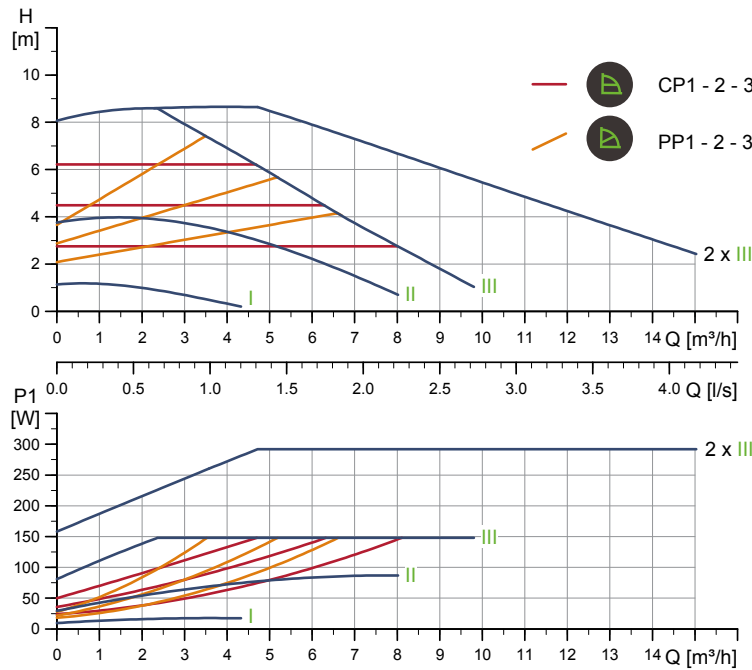 H
[m]
10
8
6
4
2
0
CP1 - 2 - 3
PP1 - 2 - 3
2 x III
I
II
III
0 1 2 3 4 5 6 7 8 9 10 11 12 13 14 Q [m³/h]
0.0 0.5 1.0 1.5 2.0 2.5 3.0 3.5 4.0 Q [l/s]
P1
[W]
300
250
200
150
100
50
0
2 x III
III
II
I
0 1 2 3 4 5 6 7 8 9 10 11 12 13 14 Q [m³/h]